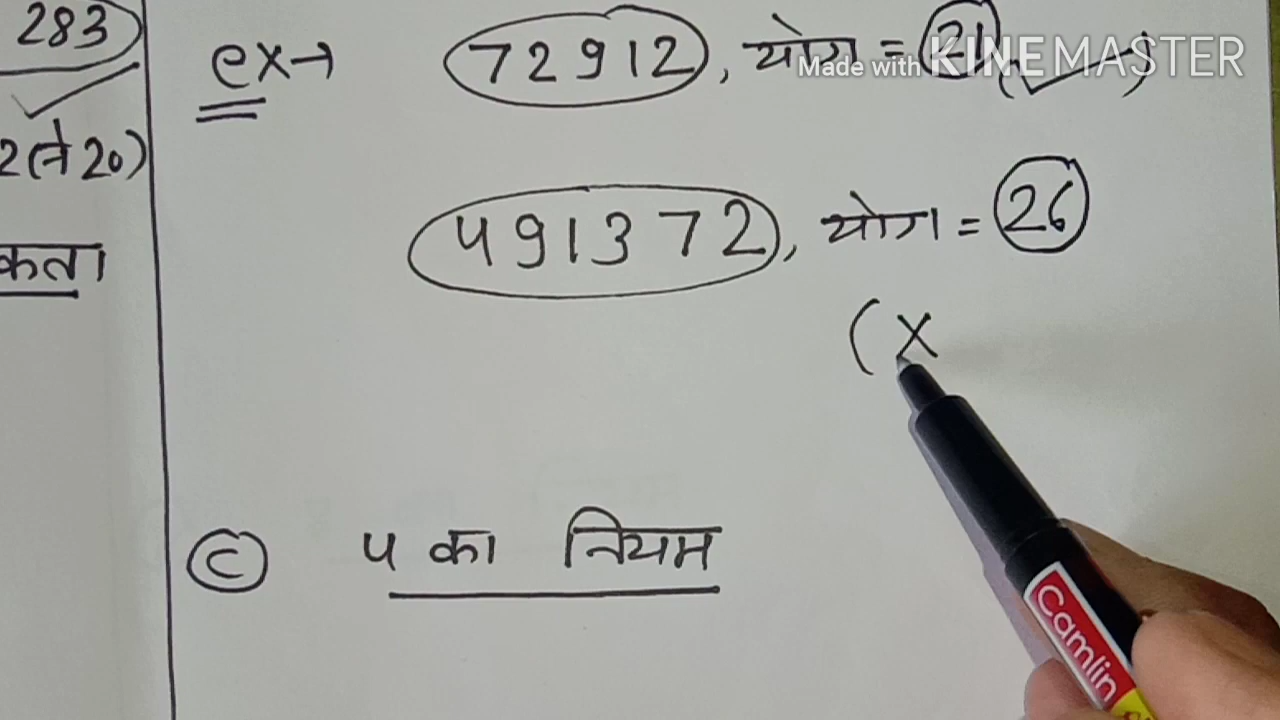 283
ex→ 72912, योग = 21 (✓)
Made with KINEMASTER
2 (ने 20)
491372, योग = 26
कता
(x
(C) 4 का नियम
Camlin